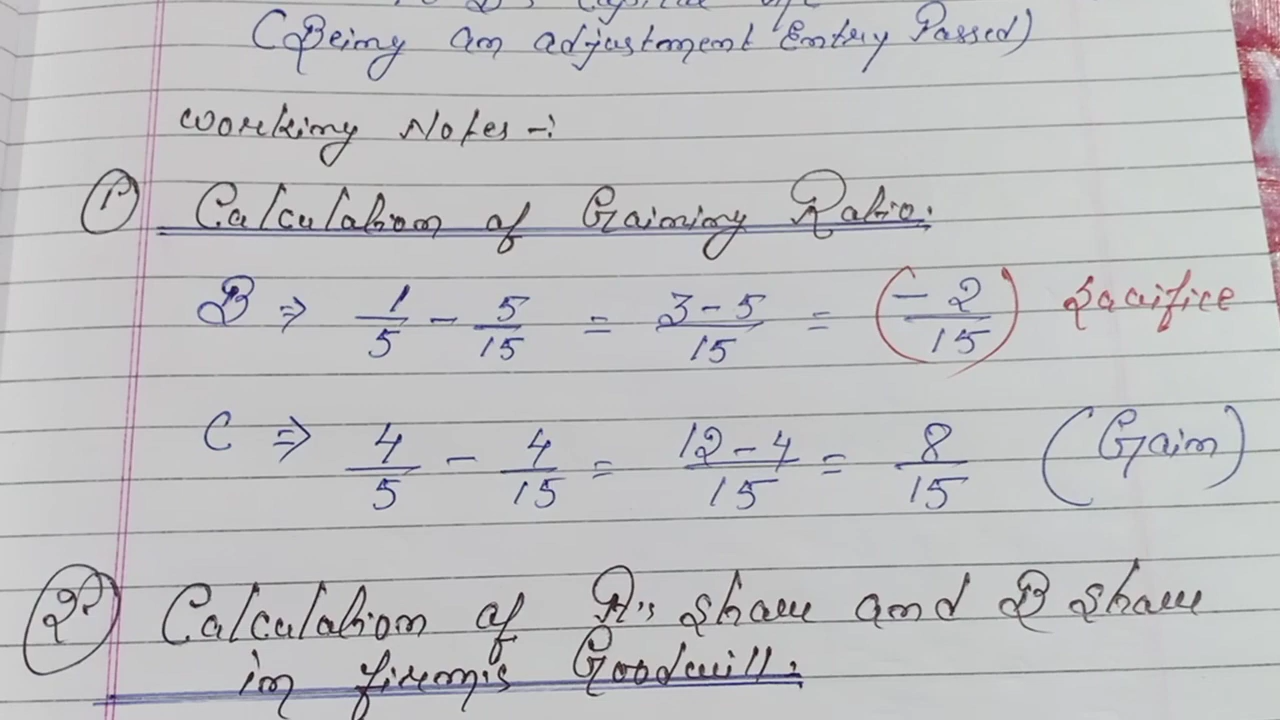 (Being an adjustment Entry Passed)
Working Notes -:
① Calculation of Gaining Ratio.
B ⇒ 1/5 - 5/15 = 3-5/15 = (-2/15) Sacrifice
C ⇒ 4/5 - 4/15 = 12-4/15 = 8/15 (Gain)
② Calculation of A's share and B share
in firm's Goodwill.